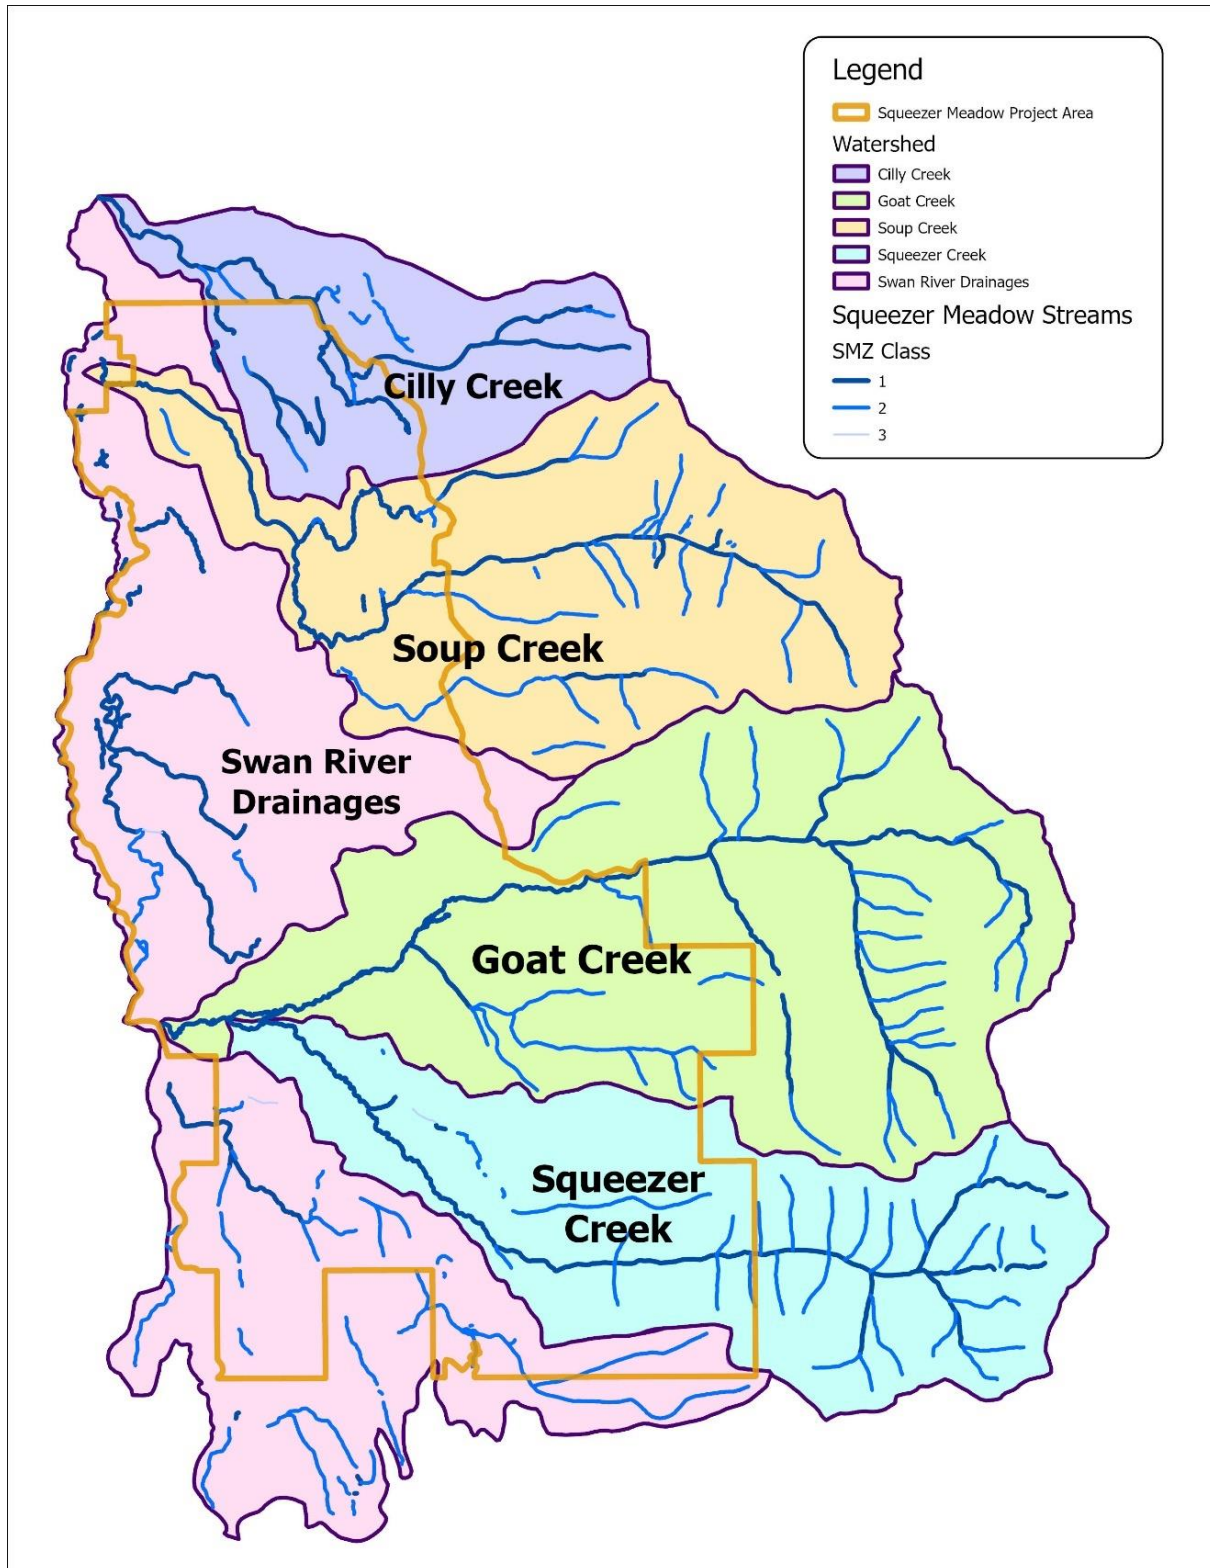 Legend
Squeezer Meadow Project Area
Watershed
Cilly Creek
Goat Creek
Soup Creek
Squeezer Creek
Swan River Drainages
Squeezer Meadow Streams
SMZ Class
1
2
3
Cilly Creek
Soup Creek
Swan River
Drainages
Goat Creek
Squeezer
Creek